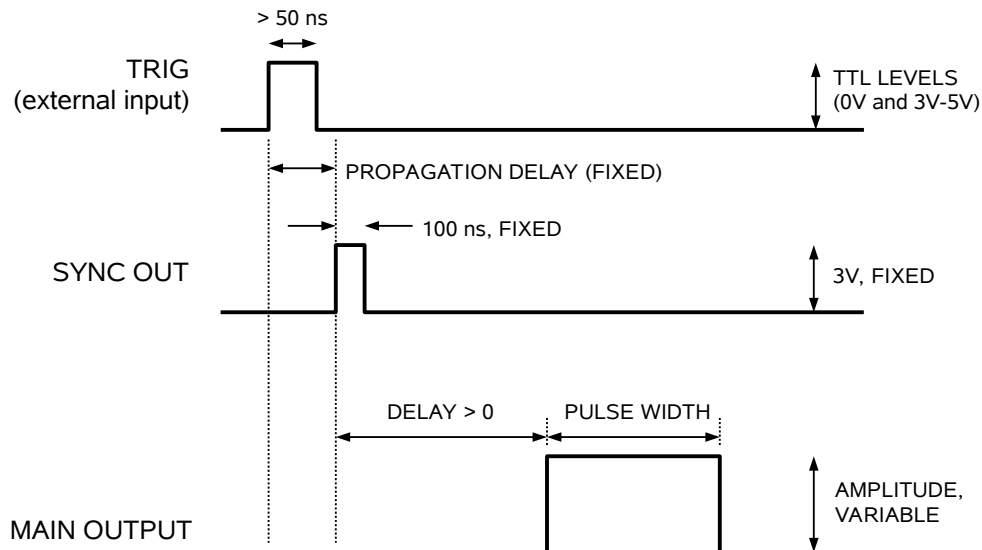 > 50 ns
TRIG
(external input)
TTL LEVELS
(0V and 3V-5V)
PROPAGATION DELAY (FIXED)
100 ns, FIXED
SYNC OUT
3V, FIXED
DELAY > 0
PULSE WIDTH
AMPLITUDE,
VARIABLE
MAIN OUTPUT